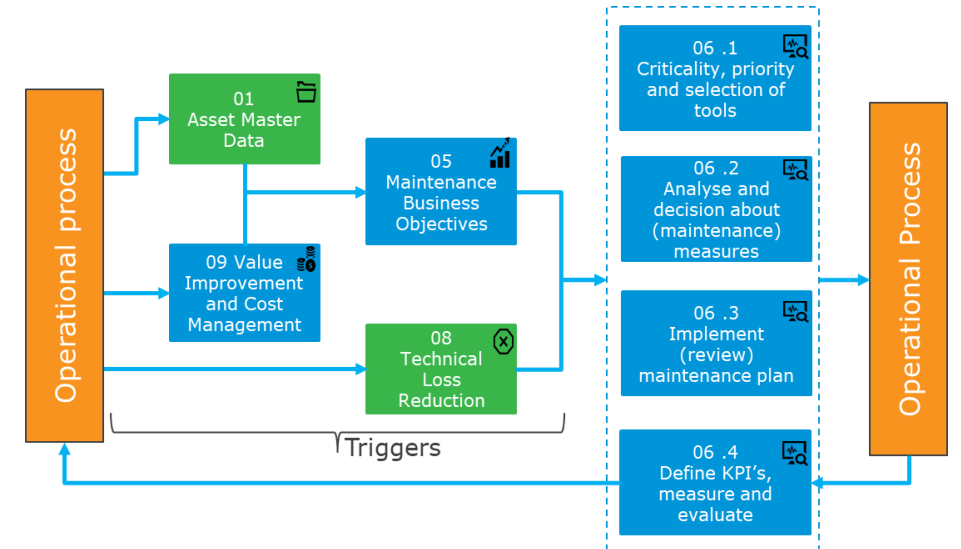 Operational process
01
Asset Master
Data
09 Value
Improvement
and Cost
Management
05
Maintenance
Business
Objectives
08
Technical
Loss
Reduction
Triggers
06 .1
Criticality, priority
and selection of
tools
06 .2
Analyse and
decision about
(maintenance)
measures
06 .3
Implement
(review)
maintenance plan
06 .4
Define KPI’s,
measure and
evaluate
Operational Process